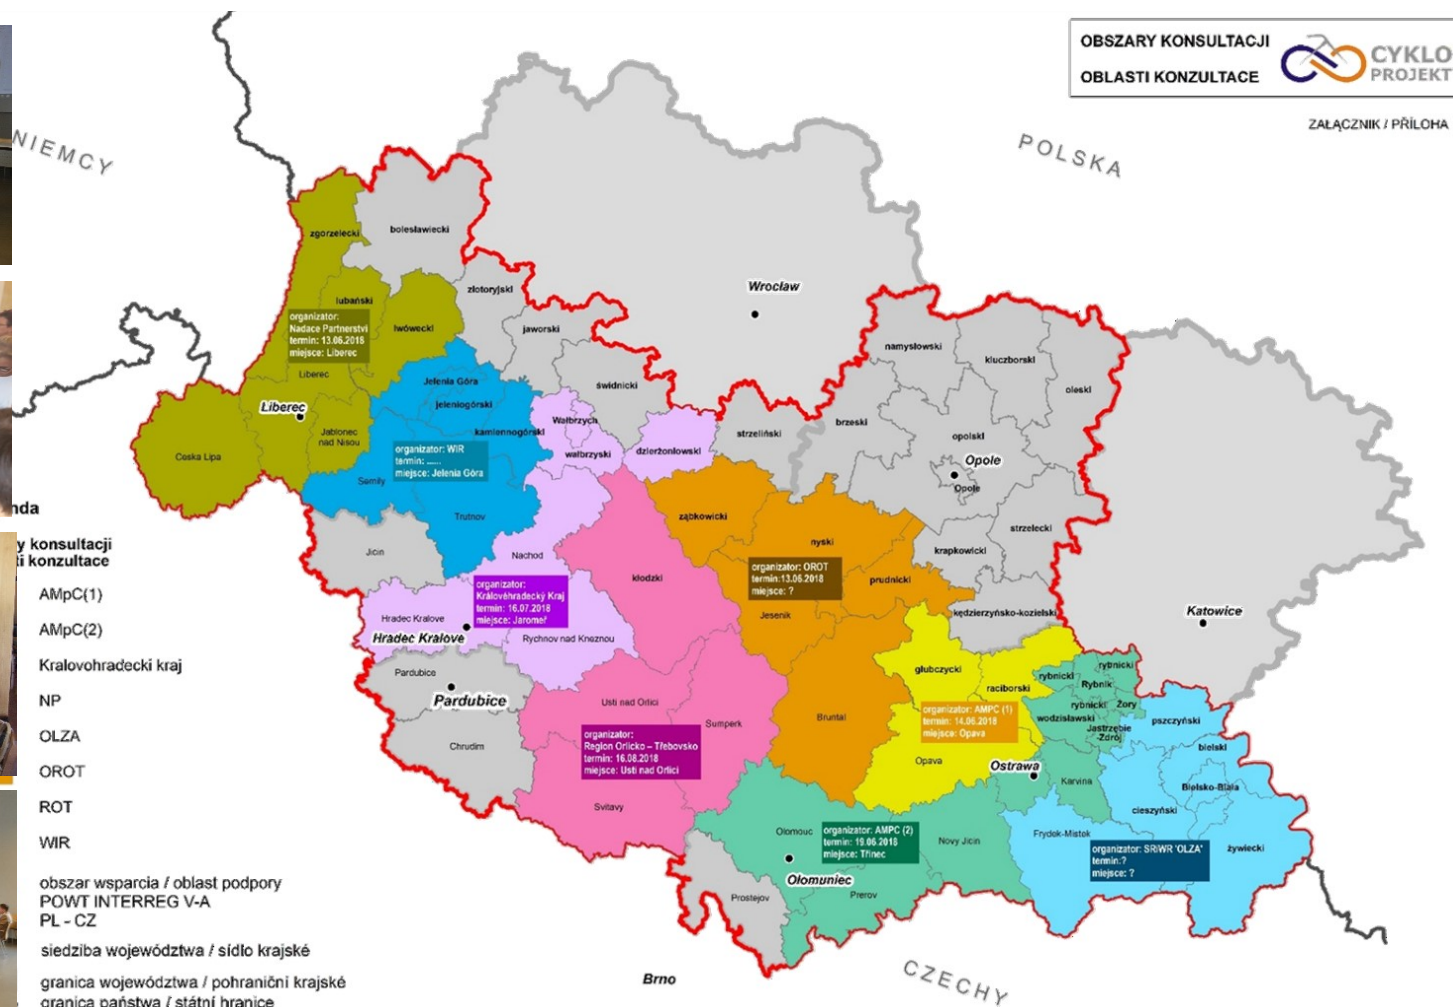 OBSZARY KONSULTACJI
OBLASTI KONZULTACE
CYKLO
PROJEKT
ZAŁĄCZNIK / PŘÍLOHA
NIEMCY
POLSKA
zgorzelecki
bolesławiecki
złotoryjski
lubański
lwówecki
jaworski
Wrocław
organizator:
Nadace Partnerstvi
termin: 13.06.2018
miejsce: Liberec
Liberec
Liberec
Jablonec
nad Nisou
Ceska Lipa
namysłowski
kluczborski
oleski
świdnicki
Jelenia Góra
jeleniogórski
kamiennogórski
Wałbrzych
wałbrzyski
dzierżoniowski
strzeliński
brzeski
opolski
Opole
Opole
organizator: WIR
termin: ......
miejsce: Jelenia Góra
Semily
Trutnov
ząbkowicki
nyski
strzelecki
krapkowicki
Jicin
Nachod
kłodzki
organizator: OROT
termin:13.06.2018
miejsce: ?
prudnicki
Jesenik
kędzierzyńsko-kozielski
Katowice
organizator:
Královéhradecký Kraj
termin: 16.07.2018
miejsce: Jaromeř
Hradec Kralove
Hradec Kralove
Rychnov nad Kneznou
Pardubice
Pardubice
Chrudim
głubczycki
raciborski
rybnicki
rybnicki
Rybnik
rybnicki
Żory
wodzisławski
Jastrzębie
-Zdrój
pszczyński
bielski
Bielsko-Biała
cieszyński
żywiecki
Usti nad Orlici
Sumperk
Bruntal
organizator: AMPC (1)
termin: 14.06.2018
miejsce: Opava
Opava
Ostrawa
Karvina
organizator:
Region Orlicko – Třebovsko
termin: 16.08.2018
miejsce: Usti nad Orlici
Svitavy
Olomouc
organizator: AMPC (2)
termin: 19.06.2018
miejsce: Třinec
Novy Jicin
Frydek-Mistek
organizator: SRiWR 'OLZA'
termin:?
miejsce: ?
Ołomuniec
Prerov
Prostejov
Brno
CZECHY
nda
y konsultacji
ti konzultace
AMpC(1)
AMpC(2)
Kralovohradecki kraj
NP
OLZA
OROT
ROT
WIR
obszar wsparcia / oblast podpory
POWT INTERREG V-A
PL - CZ
siedziba województwa / sídlo krajské
granica województwa / pohraniční krajské
granica państwa / státní hranice